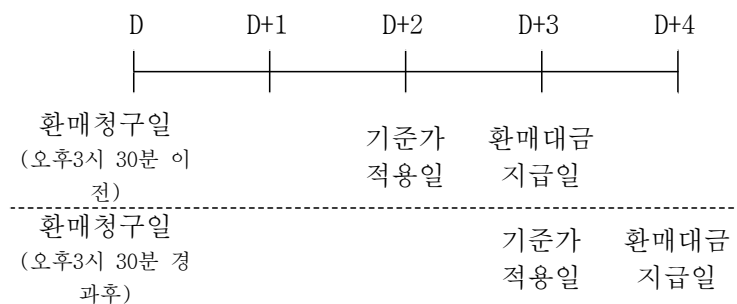 D D+1 D+2 D+3 D+4
환매청구일
(오후3시 30분 이
전)
기준가 환매대금
적용일 지급일
환매청구일
(오후3시 30분 경
과후)
기준가 환매대금
적용일 지급일